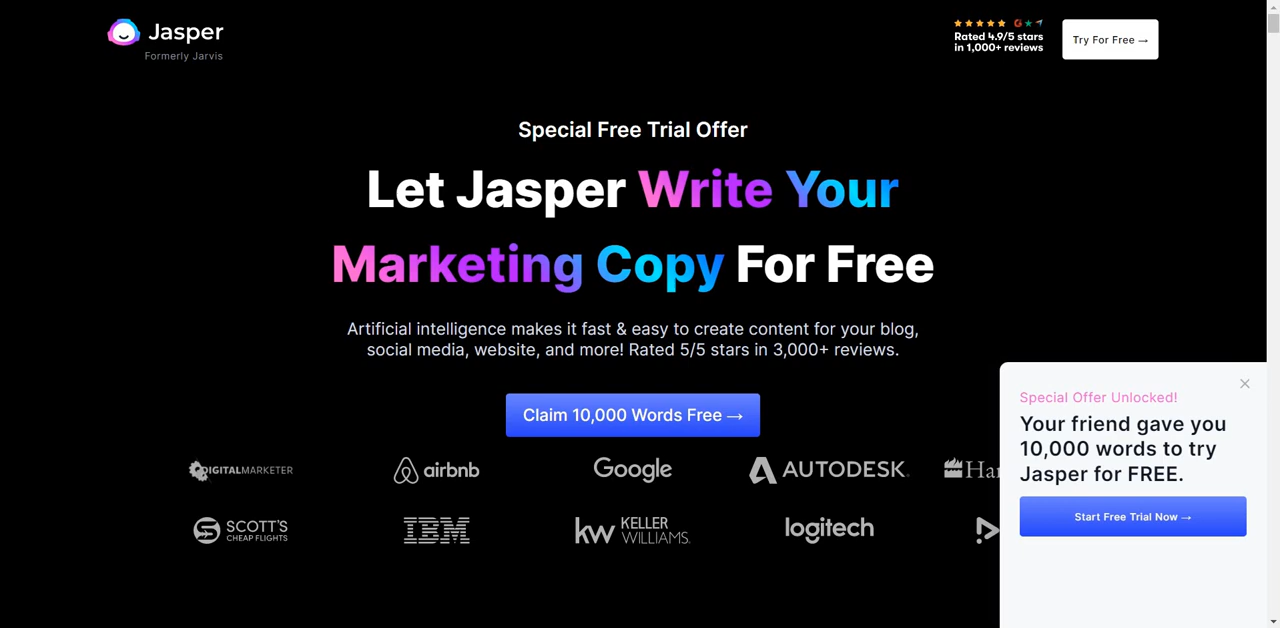 Jasper
Formerly Jarvis
Rated 4.9/5 stars
in 1,000+ reviews
Try For Free →
Special Free Trial Offer
Let Jasper Write Your
Marketing Copy For Free
Artificial intelligence makes it fast & easy to create content for your blog,
social media, website, and more! Rated 5/5 stars in 3,000+ reviews.
Claim 10,000 Words Free →
DIGITALMARKETER
airbnb
Google
AUTODESK
SCOTT'S
CHEAP FLIGHTS
IBM
kw KELLER
WILLIAMS.
logitech
Special Offer Unlocked!
Your friend gave you
10,000 words to try
Jasper for FREE.
Start Free Trial Now →